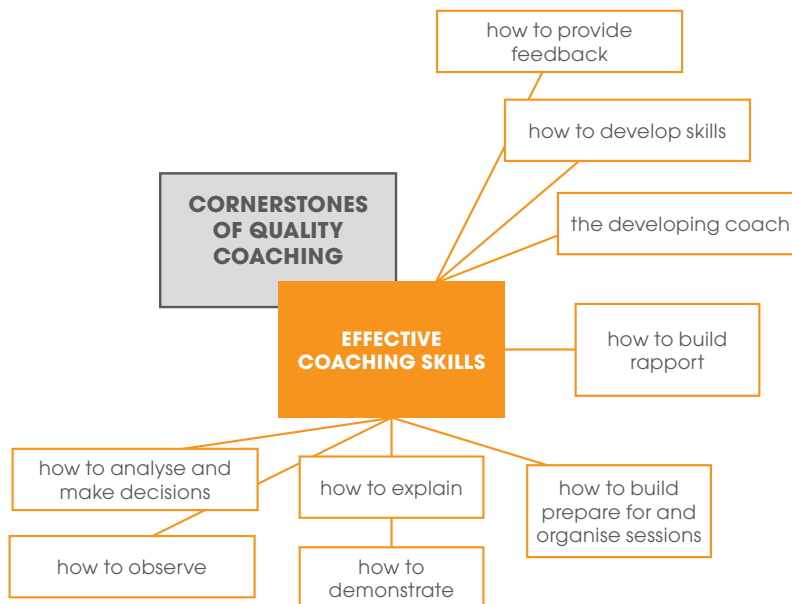 how to provide
feedback
how to develop skills
CORNERSTONES
OF QUALITY
COACHING
the developing coach
EFFECTIVE
COACHING SKILLS
how to build
rapport
how to analyse and
make decisions
how to explain
how to build
prepare for and
organise sessions
how to observe
how to
demonstrate